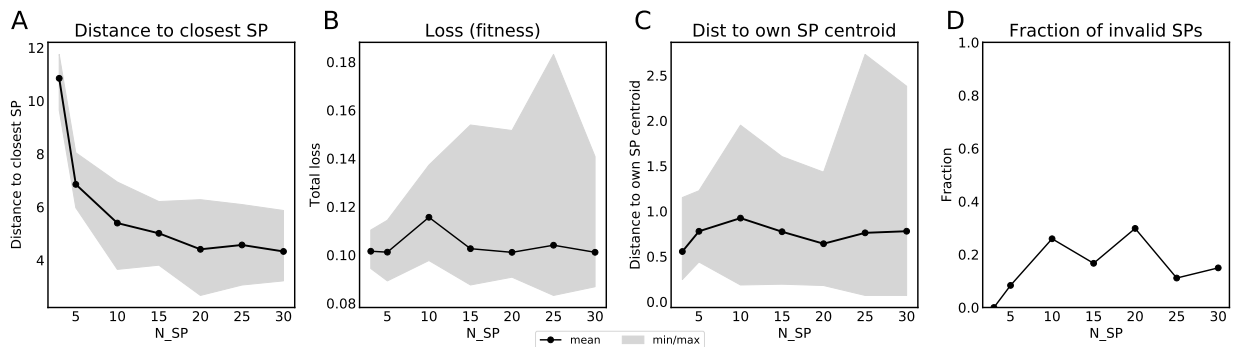 A
Distance to closest SP
Distance to closest SP
12
10
8
6
4
5 10 15 20 25 30
N_SP
B
Loss (fitness)
Total loss
0.18
0.16
0.14
0.12
0.10
0.08
5 10 15 20 25 30
N_SP
C
Dist to own SP centroid
Distance to own SP centroid
2.5
2.0
1.5
1.0
0.5
0.0
5 10 15 20 25 30
N_SP
D
Fraction of invalid SPs
Fraction
1.0
0.8
0.6
0.4
0.2
0.0
5 10 15 20 25 30
N_SP
mean min/max